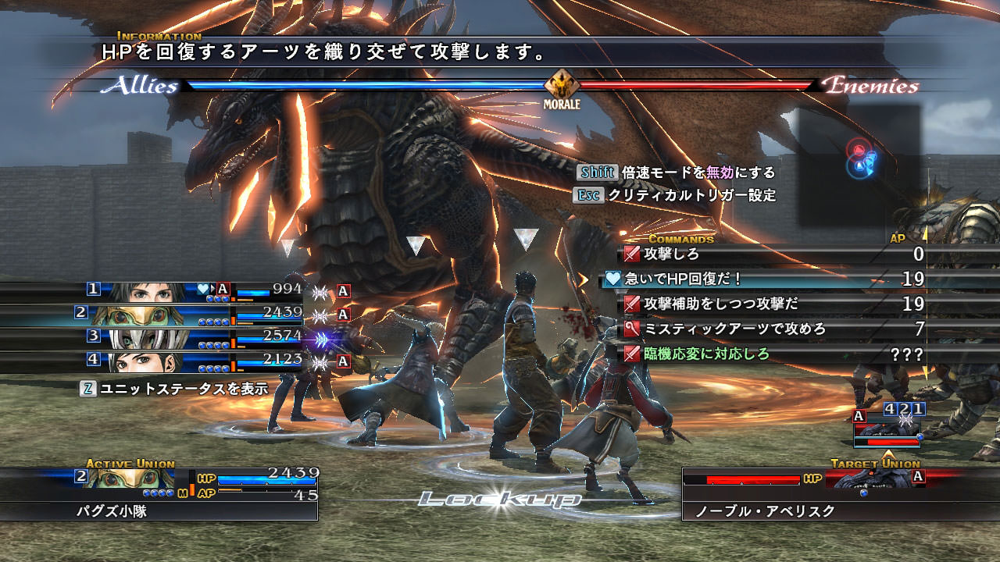 INFORMATION
HPを回復するアーツを織り交ぜて攻撃します。
Allies
Enemies
MORALE
Shift 倍速モードを無効にする
Esc クリティカルトリガー設定
COMMANDS AP
攻撃しろ 0
急いでHP回復だ! 19
攻撃補助をしつつ攻撃だ 19
ミスティックアーツで攻めろ 7
臨機応変に対応しろ ???
1 A 994 A
2 2439 A
3 2574
4 2123 A
Z ユニットステータスを表示
A 4 2 1
ACTIVE UNION
2 HP 2439
M AP 45
パグズ小隊
Lockup
TARGET UNION
HP A
ノーブル・アベリスク